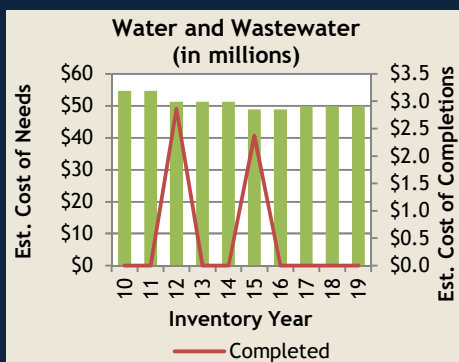 Water and Wastewater
(in millions)
Est. Cost of Needs
$60
$50
$40
$30
$20
$10
$0
$3.5
$3.0
$2.5
$2.0
$1.5
$1.0
$0.5
$0.0
Est. Cost of Completions
10 11 12 13 14 15 16 17 18 19
Inventory Year
Completed